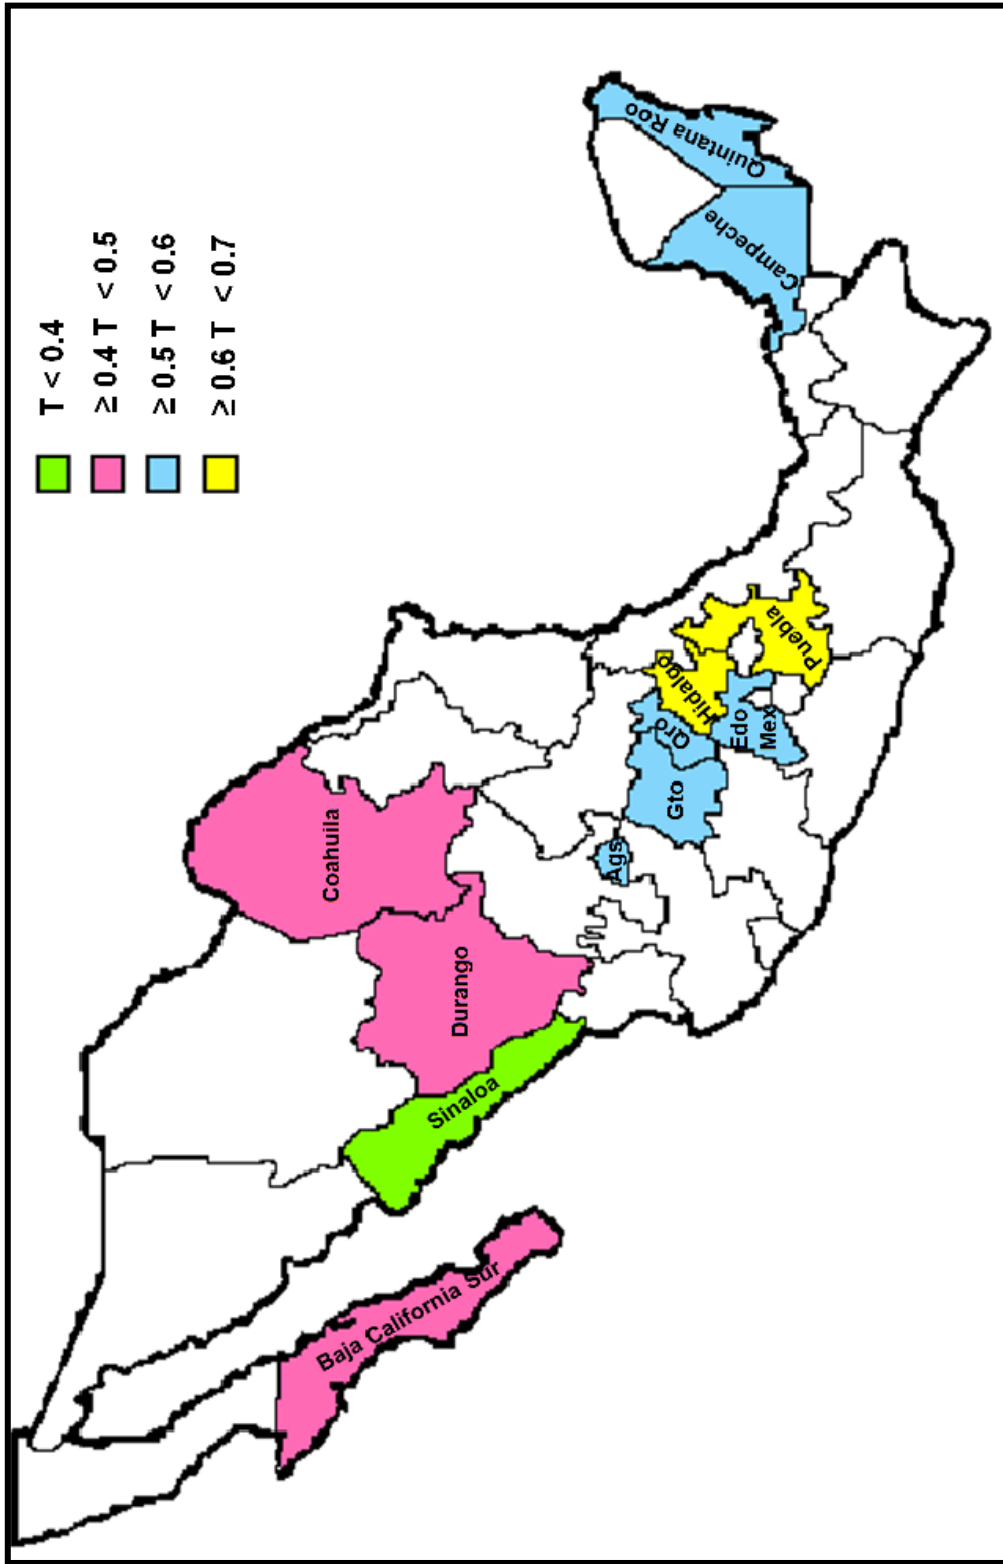 T < 0.4
≥ 0.4 T < 0.5
≥ 0.5 T < 0.6
≥ 0.6 T < 0.7
Baja California Sur
Sinaloa
Durango
Coahuila
Ags
Gto
Qro
Hidalgo
Edo
Mex
Puebla
Campeche
Quintana Roo